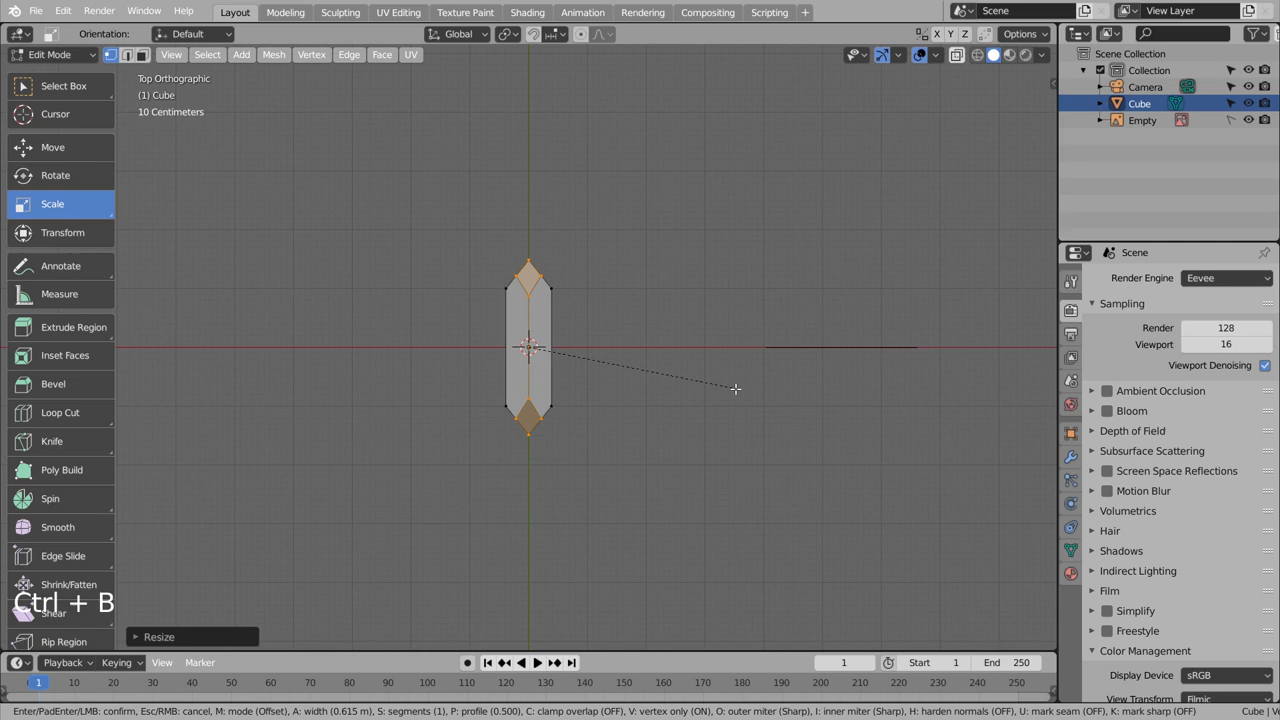 File Edit Render Window Help Layout Modeling Sculpting UV Editing Texture Paint Shading Animation Rendering Compositing Scripting + Scene View Layer
Orientation: Default Global X Y Z Options
Edit Mode View Select Add Mesh Vertex Edge Face UV
Scene Collection
Collection
Camera
Cube
Empty
Select Box
Cursor
Move
Rotate
Scale
Transform
Annotate
Measure
Extrude Region
Inset Faces
Bevel
Loop Cut
Knife
Poly Build
Spin
Smooth
Edge Slide
Shrink/Fatten
Shear
Rip Region
Ctrl + B
Top Orthographic
(1) Cube
10 Centimeters
Resize
Scene
Render Engine Eevee
Sampling
Render 128
Viewport 16
Viewport Denoising
Ambient Occlusion
Bloom
Depth of Field
Subsurface Scattering
Screen Space Reflections
Motion Blur
Volumetrics
Hair
Shadows
Indirect Lighting
Film
Simplify
Freestyle
Color Management
Display Device sRGB
View Transform Filmic
Playback Keying View Marker 1 Start 1 End 250
1 10 20 30 40 50 60 70 80 90 100 110 120 130 140 150 160 170 180 190 200 210 220 230 240 250
Enter/PadEnter/LMB: confirm, Esc/RMB: cancel, M: mode (Offset), A: width (0.615 m), S: segments (1), P: profile (0.500), C: clamp overlap (OFF), V: vertex only (ON), O: outer miter (Sharp), I: inner miter (Sharp), H: harden normals (OFF), U: mark seam (OFF), K: mark sharp (OFF) Cube | V